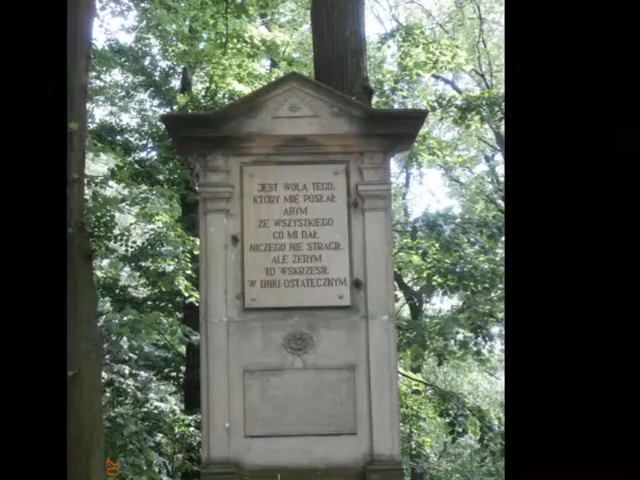 JEST WOLĄ TEGO,
KTÓRY MIĘ POSŁAŁ
ABYM
ZE WSZYSTKIEGO
CO MI DAŁ
NICZEGO NIE STRACIŁ,
ALE ŻEBYM
TO WSKRZESIŁ
W DNIU OSTATECZNYM